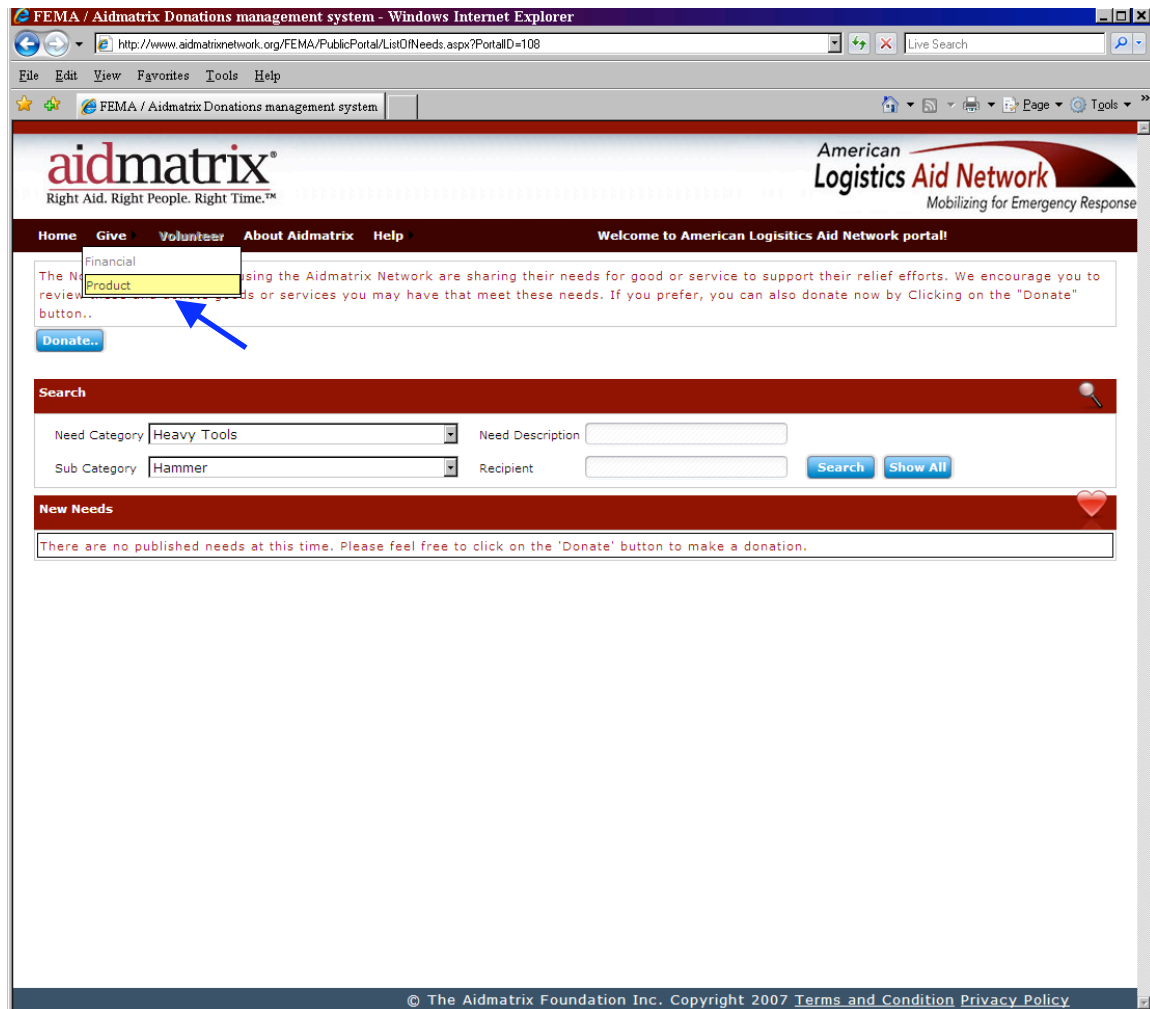 FEMA / Aidmatrix Donations management system - Windows Internet Explorer
http://www.aidmatrixnetwork.org/FEMA/PublicPortal/ListOfNeeds.aspx?PortalID=108 Live Search
File Edit View Favorites Tools Help
FEMA / Aidmatrix Donations management system Page Tools
aidmatrix®
Right Aid. Right People. Right Time.™
American
Logistics Aid Network
Mobilizing for Emergency Response
Home Give Volunteer About Aidmatrix Help Welcome to American Logisitics Aid Network portal!
Financial
Product
The using the Aidmatrix Network are sharing their needs for good or service to support their relief efforts. We encourage you to
review or services you may have that meet these needs. If you prefer, you can also donate now by Clicking on the "Donate"
button..
Donate..
Search
Need Category Heavy Tools Need Description
Sub Category Hammer Recipient Search Show All
New Needs
There are no published needs at this time. Please feel free to click on the 'Donate' button to make a donation.
© The Aidmatrix Foundation Inc. Copyright 2007 Terms and Condition Privacy Policy